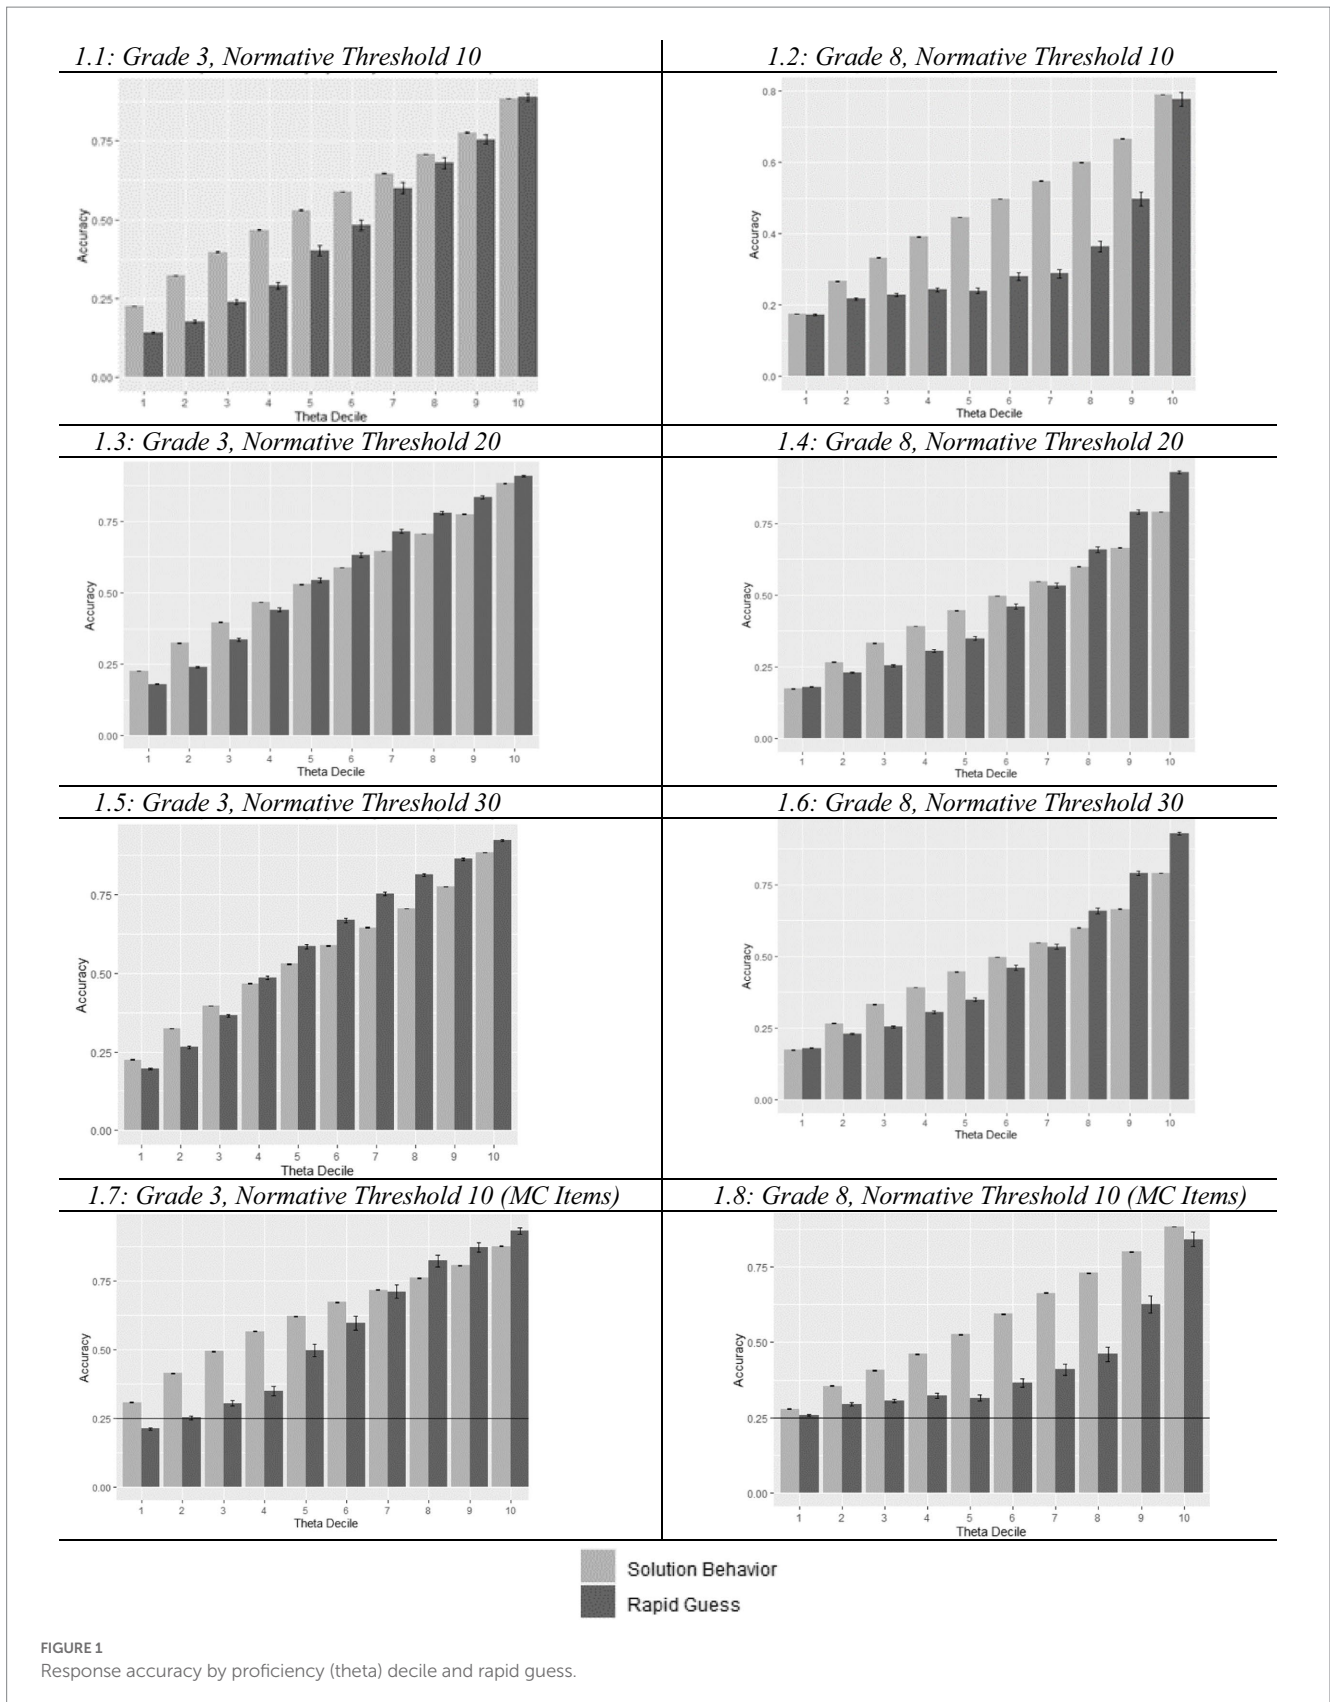 1.1: Grade 3, Normative Threshold 10
1.2: Grade 8, Normative Threshold 10
Accuracy
0.75
0.50
0.25
0.00
1 2 3 4 5 6 7 8 9 10
Theta Decile
Accuracy
0.8
0.6
0.4
0.2
0.0
1 2 3 4 5 6 7 8 9 10
Theta Decile
1.3: Grade 3, Normative Threshold 20
1.4: Grade 8, Normative Threshold 20
Accuracy
0.75
0.50
0.25
0.00
1 2 3 4 5 6 7 8 9 10
Theta Decile
Accuracy
0.75
0.50
0.25
0.00
1 2 3 4 5 6 7 8 9 10
Theta Decile
1.5: Grade 3, Normative Threshold 30
1.6: Grade 8, Normative Threshold 30
Accuracy
0.75
0.50
0.25
0.00
1 2 3 4 5 6 7 8 9 10
Theta Decile
Accuracy
0.75
0.50
0.25
0.00
1 2 3 4 5 6 7 8 9 10
Theta Decile
1.7: Grade 3, Normative Threshold 10 (MC Items)
1.8: Grade 8, Normative Threshold 10 (MC Items)
Accuracy
0.75
0.50
0.25
0.00
1 2 3 4 5 6 7 8 9 10
Theta Decile
Accuracy
0.75
0.50
0.25
0.00
1 2 3 4 5 6 7 8 9 10
Theta Decile
Solution Behavior
Rapid Guess
FIGURE 1
Response accuracy by proficiency (theta) decile and rapid guess.